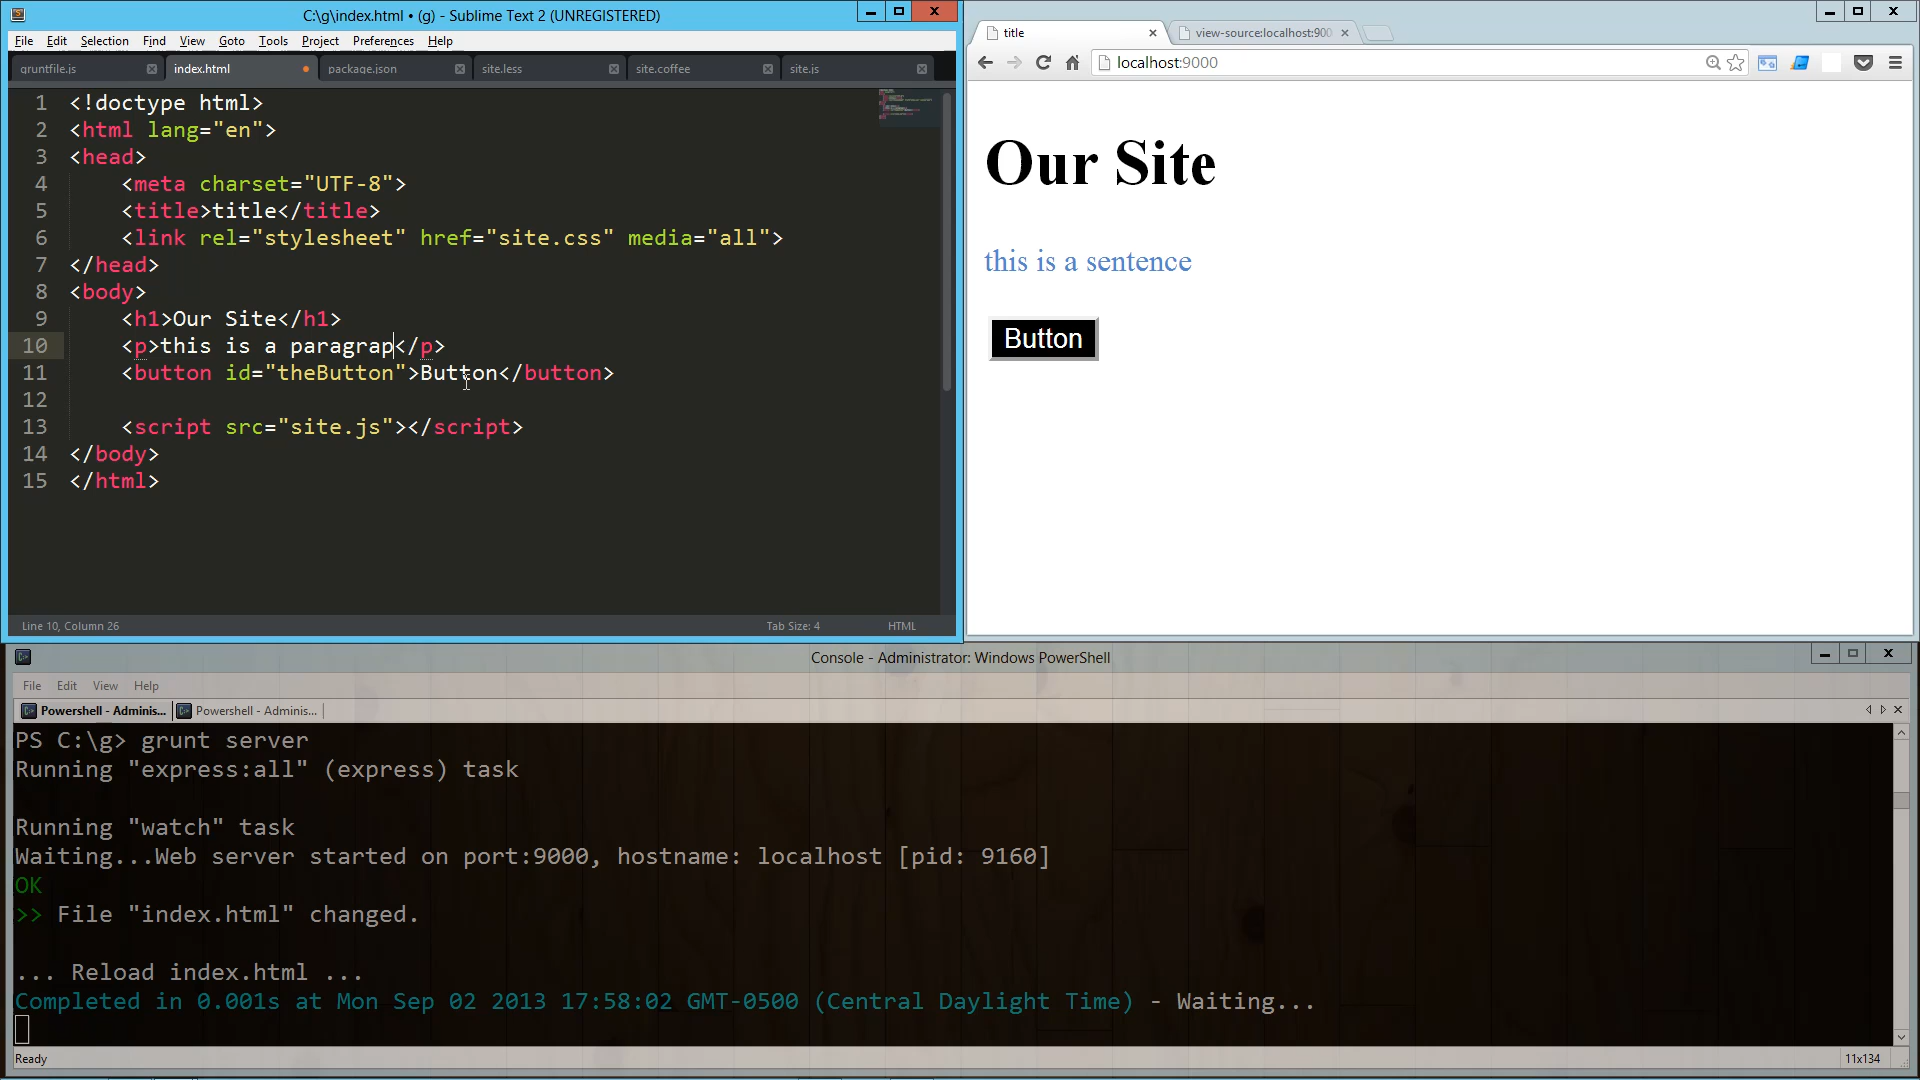 C:\g\index.html • (g) - Sublime Text 2 (UNREGISTERED)
File Edit Selection Find View Goto Tools Project Preferences Help
gruntfile.js index.html package.json site.less site.coffee site.js
1 <!doctype html>
2 <html lang="en">
3 <head>
4 <meta charset="UTF-8">
5 <title>title</title>
6 <link rel="stylesheet" href="site.css" media="all">
7 </head>
8 <body>
9 <h1>Our Site</h1>
10 <p>this is a paragrap</p>
11 <button id="theButton">Button</button>
12
13 <script src="site.js"></script>
14 </body>
15 </html>
Line 10, Column 26 Tab Size: 4 HTML
title view-source:localhost:900
localhost:9000
Our Site
this is a sentence
Button
Console - Administrator: Windows PowerShell
File Edit View Help
Powershell - Adminis... Powershell - Adminis...
PS C:\g> grunt server
Running "express:all" (express) task
Running "watch" task
Waiting...Web server started on port:9000, hostname: localhost [pid: 9160]
OK
>> File "index.html" changed.
... Reload index.html ...
Completed in 0.001s at Mon Sep 02 2013 17:58:02 GMT-0500 (Central Daylight Time) - Waiting...
Ready 11x134